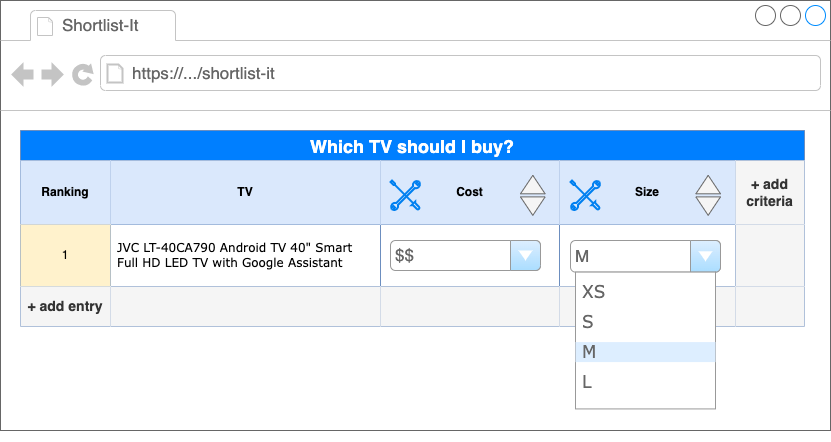 Shortlist-It
https://.../shortlist-it
Which TV should I buy?
Ranking
TV
Cost
Size
+ add
criteria
1
JVC LT-40CA790 Android TV 40" Smart
Full HD LED TV with Google Assistant
$$
M
XS
S
M
L
+ add entry